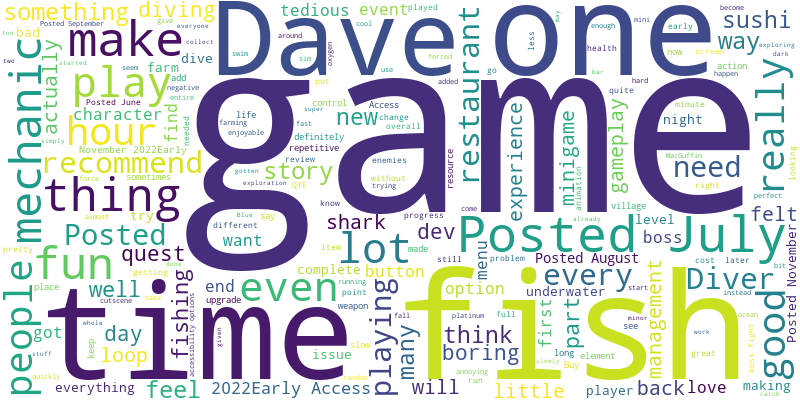 something
diving
bad
Posted September
tedious
event
played
give
cool
everyone
collect
ton
two
negative
entire
Dave
one
sushi
way
become
mini
early
now
screen
action
happen
exploring
dark
make
dive
farm
add
swim
sim
around
forced
oxygen
use
less
enough
may
health
go
bar
hard
quite
minute
night
MacGuffin
need
right
perfect
looking
really
mechanic
actually
play
seem
character
Posted June
find
needed
started
simply
hour
November 2022Early
recommend
sometimes
force
game
life
farming
enjoyable
control
super
fast
definitely
repetitive
review
Access
new
change
overall
enemies
without
trying
added
resource
restaurant
experience
minigame
animation
gameplay
village
already
story
gotten
exploration
QTE
Blue
say
different
want
know
shark
item
made
progress
still
dev
come
menu
problem
thing
almost
try
Posted
quest
lot
Posted July
level
boss
felt
cost
later
bit
good
Posted November
people
fun
pretty
getting
done
place
cutscene
task
well
end
upgrade
fishing
accessibility options
even
complete
button
running
point
weapon
option
every
Posted August
underwater
see
start
minor
management
Diver
instead
ocean
boss fight
work
great
time
fish
got
day
whole
keep
loop
stuff
quickly
everything
feel
given
issue
slow
random
fall
platinum
full
playing
many
think
boring
first
long
element
part
slowly
annoying
run
Buy
2022Early Access
will
little
player
back
love
making
catch